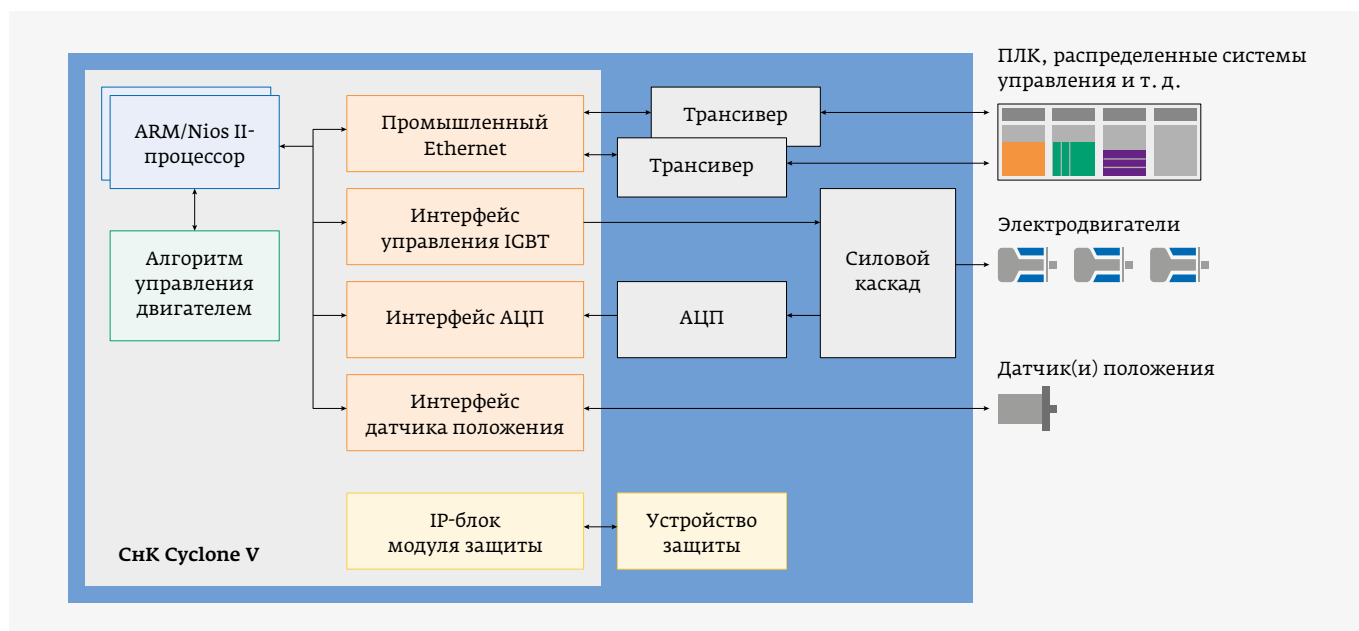 ПЛК, распределенные системы
управления и т. д.
ARM/Nios II-
процессор
Промышленный
Ethernet
Трансивер
Трансивер
Интерфейс
управления IGBT
Силовой
каскад
Электродвигатели
Алгоритм
управления
двигателем
Интерфейс АЦП
АЦП
Интерфейс
датчика положения
Датчик(и) положения
IP-блок
модуля защиты
Устройство
защиты
СнК Cyclone V